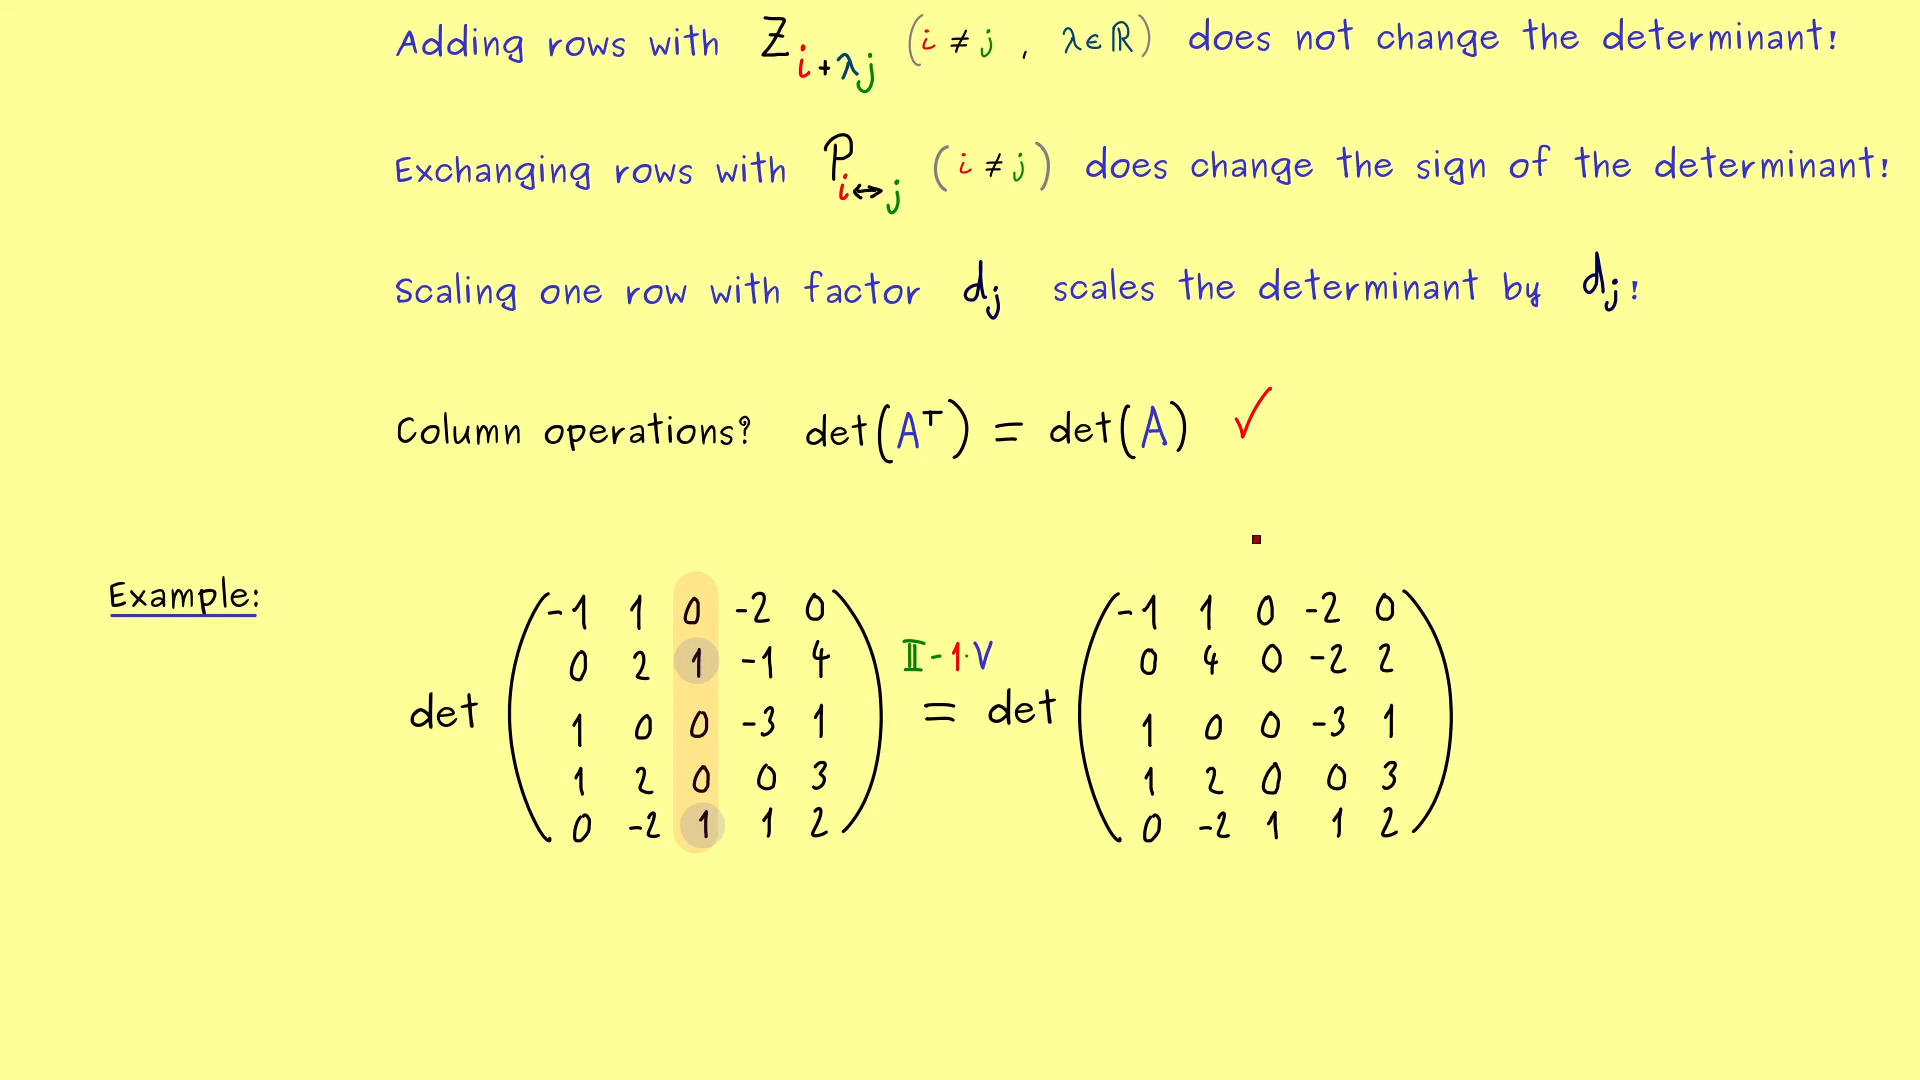 Adding rows with Z_{i+λj} (i ≠ j , λ∈ℝ) does not change the determinant!
Exchanging rows with P_{i↔j} (i ≠ j) does change the sign of the determinant!
Scaling one row with factor d_j scales the determinant by d_j!
Column operations? det(A^T) = det(A) ✓
Example:
-1 1 0 -2 0 -1 1 0 -2 0
0 2 1 -1 4 II - 1·V 0 4 0 -2 2
det = det
1 0 0 -3 1 1 0 0 -3 1
1 2 0 0 3 1 2 0 0 3
0 -2 1 1 2 0 -2 1 1 2